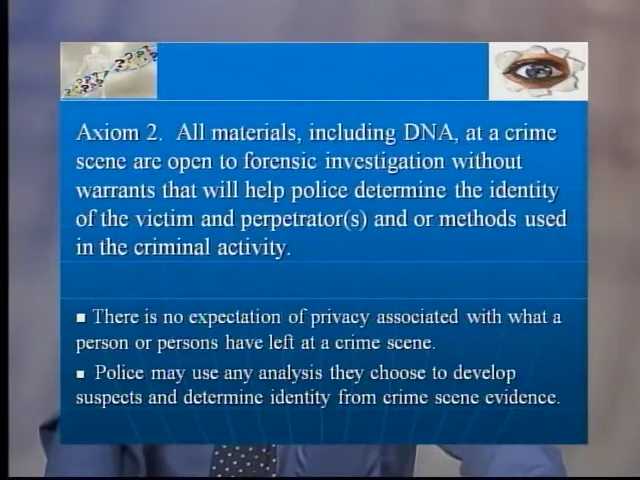 Axiom 2. All materials, including DNA, at a crime
scene are open to forensic investigation without
warrants that will help police determine the identity
of the victim and perpetrator(s) and or methods used
in the criminal activity.
■ There is no expectation of privacy associated with what a
person or persons have left at a crime scene.
■ Police may use any analysis they choose to develop
suspects and determine identity from crime scene evidence.